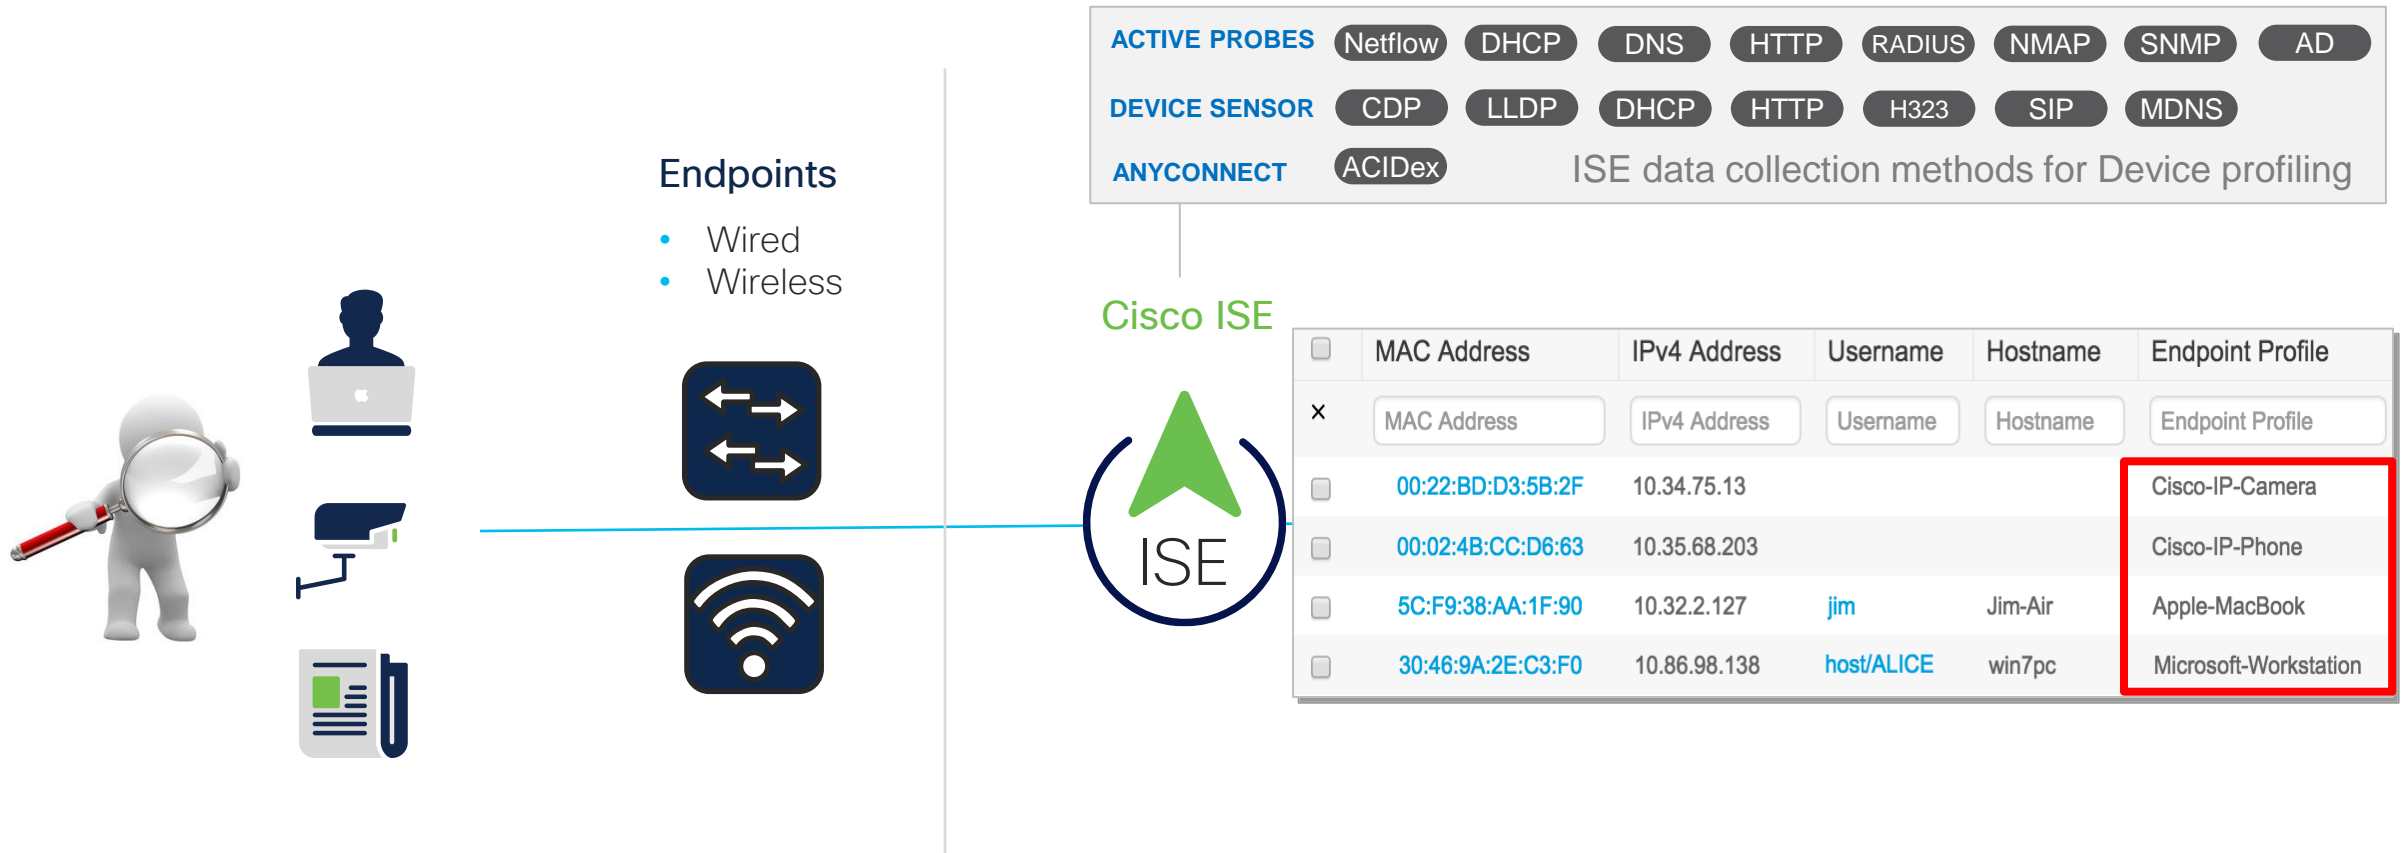 ACTIVE PROBES Netflow DHCP DNS HTTP RADIUS NMAP SNMP AD
DEVICE SENSOR CDP LLDP DHCP HTTP H323 SIP MDNS
ANYCONNECT ACIDex ISE data collection methods for Device profiling
Endpoints
• Wired
• Wireless
Cisco ISE
ISE
MAC Address IPv4 Address Username Hostname Endpoint Profile
× MAC Address IPv4 Address Username Hostname Endpoint Profile
00:22:BD:D3:5B:2F 10.34.75.13 Cisco-IP-Camera
00:02:4B:CC:D6:63 10.35.68.203 Cisco-IP-Phone
5C:F9:38:AA:1F:90 10.32.2.127 jim Jim-Air Apple-MacBook
30:46:9A:2E:C3:F0 10.86.98.138 host/ALICE win7pc Microsoft-Workstation